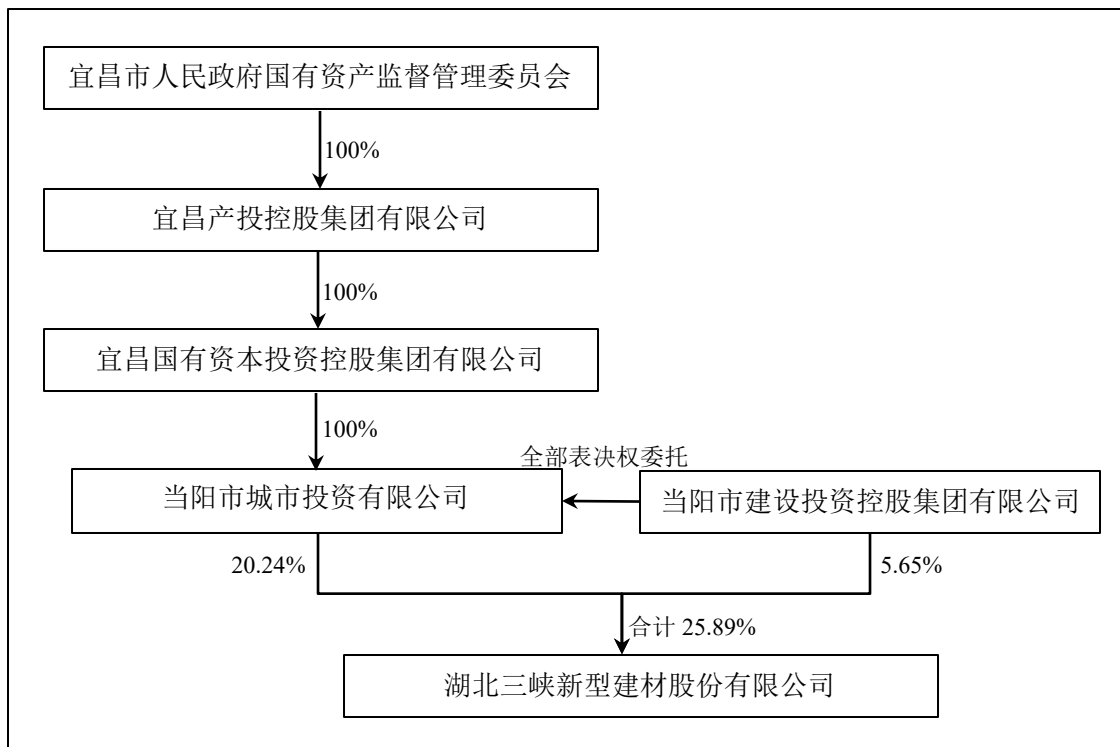 宜昌市人民政府国有资产监督管理委员会
100%
宜昌产投控股集团有限公司
100%
宜昌国有资本投资控股集团有限公司
100%
全部表决权委托
当阳市城市投资有限公司
当阳市建设投资控股集团有限公司
20.24%
5.65%
合计 25.89%
湖北三峡新型建材股份有限公司